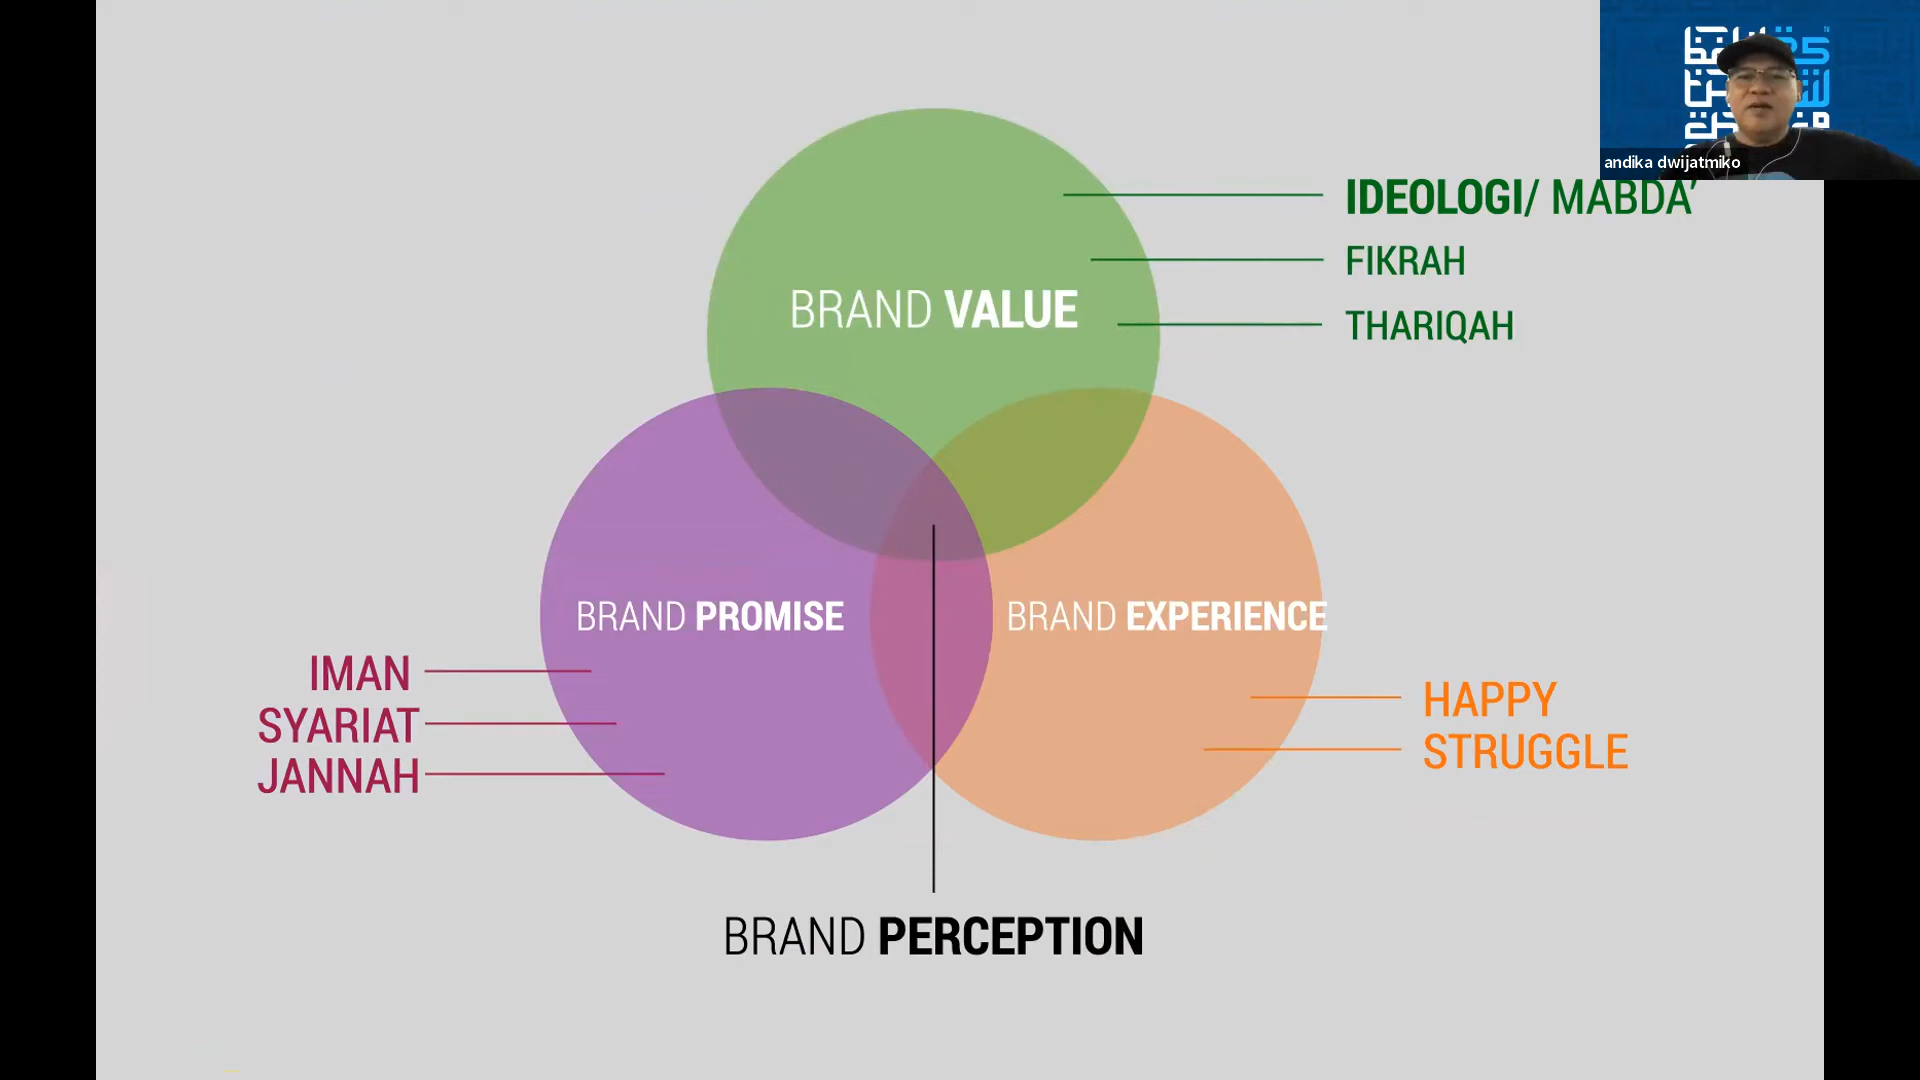 andika dwijatmiko
IDEOLOGI/ MABDA'
FIKRAH
BRAND VALUE
THARIQAH
BRAND PROMISE
BRAND EXPERIENCE
IMAN
SYARIAT
JANNAH
HAPPY
STRUGGLE
BRAND PERCEPTION